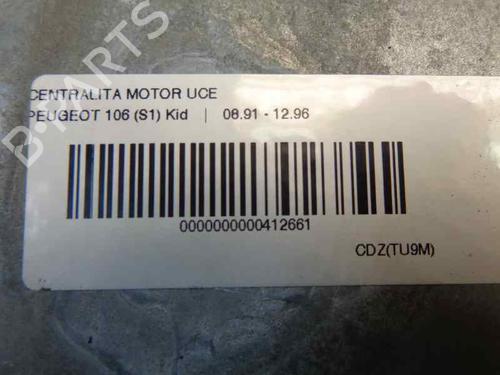 CENTRALITA MOTOR UCE
PEUGEOT 106 (S1) Kid | 08.91 - 12.96
0000000000412661
CDZ(TU9M)
B-PARTS